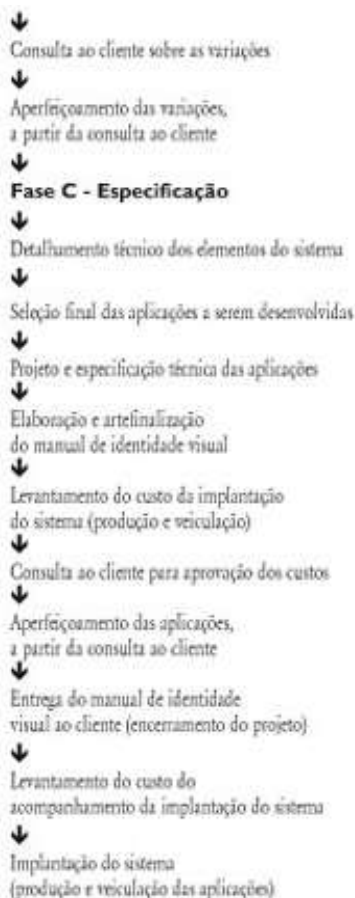 Consulta ao cliente sobre as variações
Aperfeiçoamento das variações,
a partir da consulta ao cliente
Fase C - Especificação
Detalhamento técnico dos elementos do sistema
Seleção final das aplicações a serem desenvolvidas
Projeto e especificação técnica das aplicações
Elaboração e artefinalização
do manual de identidade visual
Levantamento do custo da implantação
do sistema (produção e veiculação)
Consulta ao cliente para aprovação dos custos
Aperfeiçoamento das aplicações,
a partir da consulta ao cliente
Entrega do manual de identidade
visual ao cliente (encerramento do projeto)
Levantamento do custo do
acompanhamento da implantação do sistema
Implantação do sistema
(produção e veiculação das aplicações)